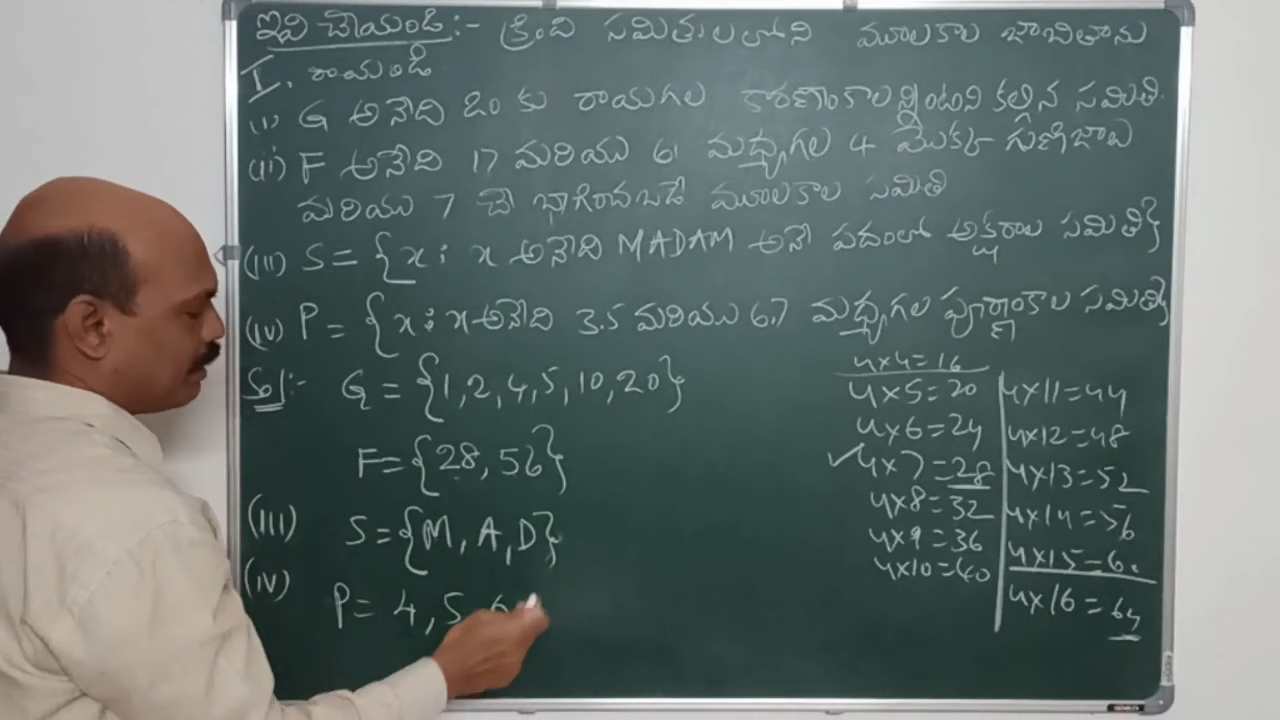 ఇవి చేయండి:- క్రింది సమితులలోని మూలకాల జాబితాను
I. రాయండి
(i) G అనేది 20 కు రాయగల కారణాంకాలన్నింటిని కల్గిన సమితి.
(ii) F అనేది 17 మరియు 61 మధ్యగల 4 యొక్క గుణిజాలు
మరియు 7 చే భాగించబడే మూలకాల సమితి
(iii) S = {x : x అనేది MADAM అనే పదంలో అక్షరాల సమితి}
(iv) P = {x : x అనేది 3.5 మరియు 6.7 మధ్యగల పూర్ణాంకాల సమితి}
Sol:- G = {1, 2, 4, 5, 10, 20}
F = {28, 56}
(iii) S = {M, A, D}
(iv) P = 4, 5, 6
4x4=16
4x5=20
4x6=24
✓4x7=28
4x8=32
4x9=36
4x10=40
4x11=44
4x12=48
4x13=52
4x14=56
4x15=60
4x16=64